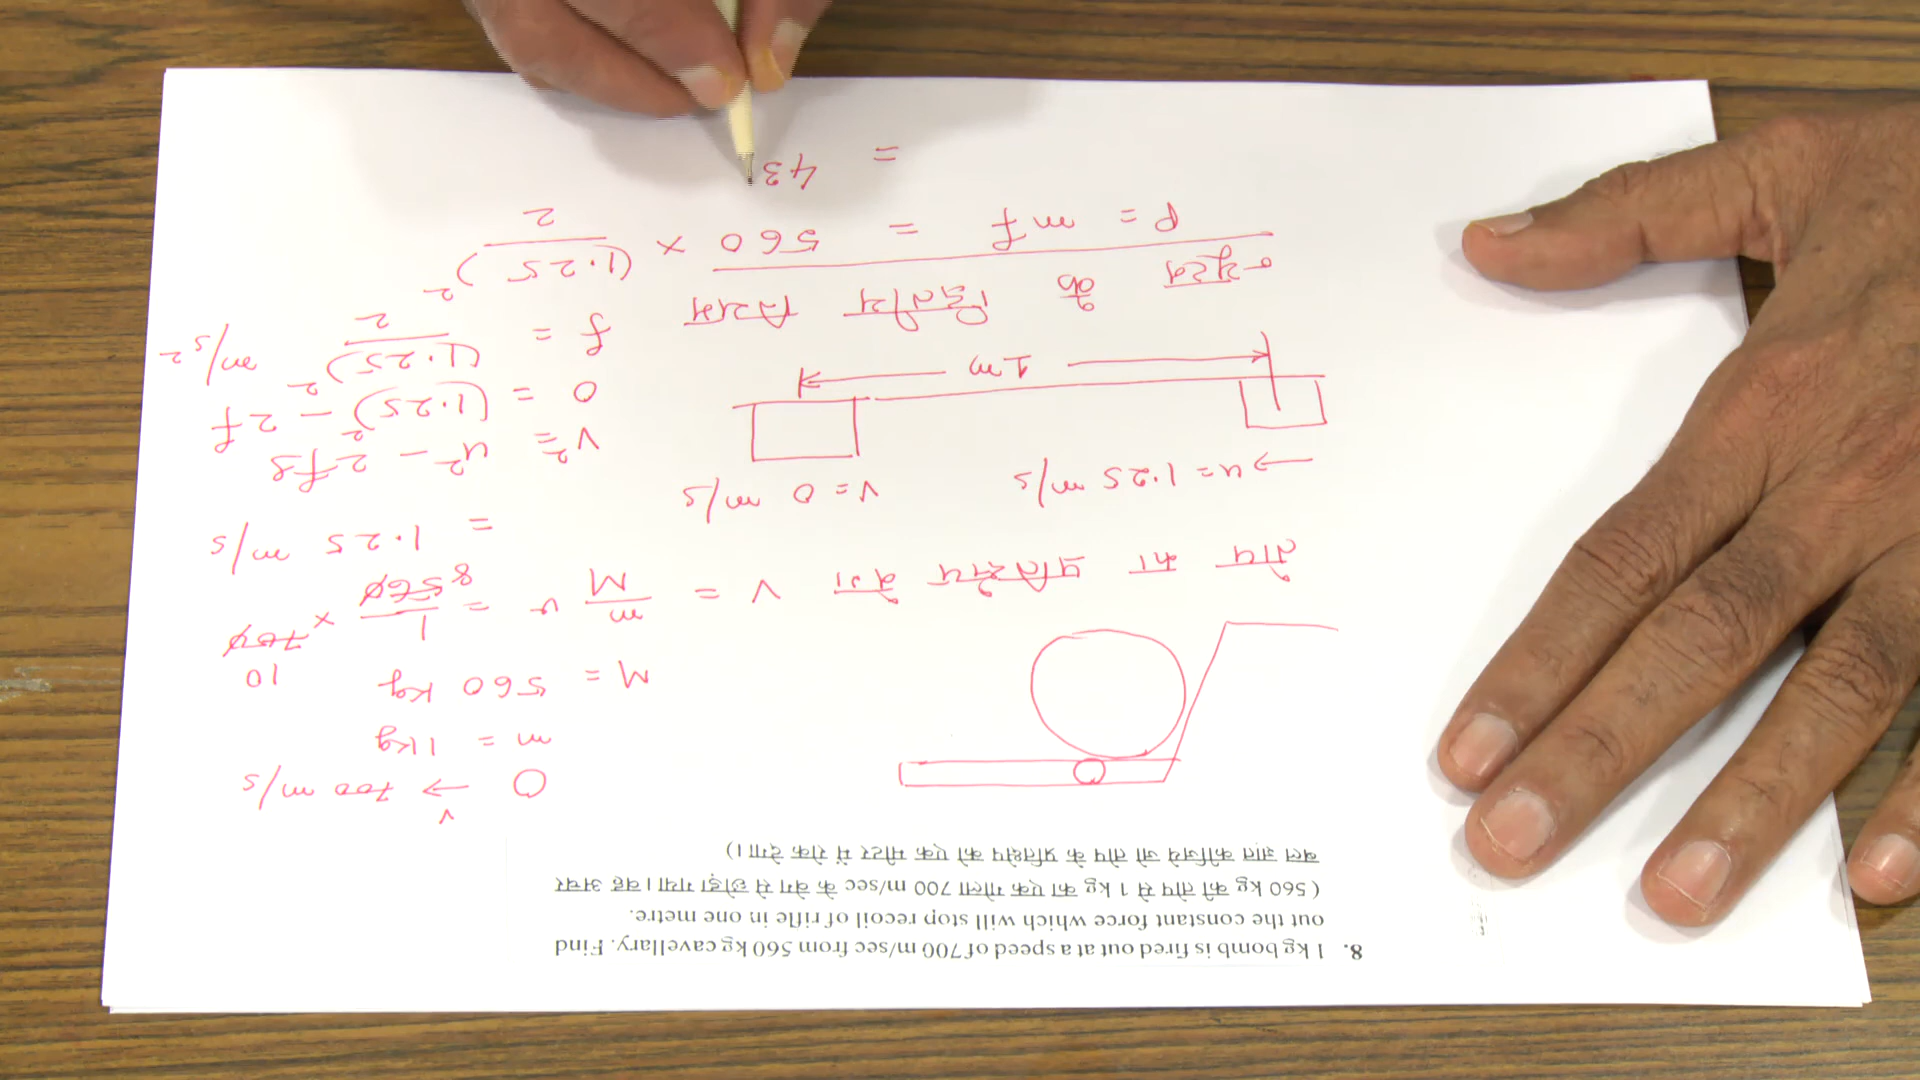 8. 1 kg bomb is fired out at a speed of 700 m/sec from 560 kg cavellary. Find
out the constant force which will stop recoil of rifle in one metre.
(560 kg की तोप से 1 kg का एक गोला 700 m/sec के वेग से छोड़ा गया। वह अचर
बल ज्ञात कीजिये जो तोप के प्रतिक्षेप को एक मीटर में रोक देगा।)
O → 700 m/s
v
m = 1kg
M = 560 kg
तोप का प्रतिक्षेप वेग V = m/M v = 1/560 × 700
8 10
= 1.25 m/s
← u = 1.25 m/s
v = 0 m/s
1m
v² = u² - 2fs
0 = (1.25)² - 2f
f = (1.25)²/2 m/s²
न्यूटन के द्वितीय नियम
P = mf = 560 × (1.25)²/2
= 43